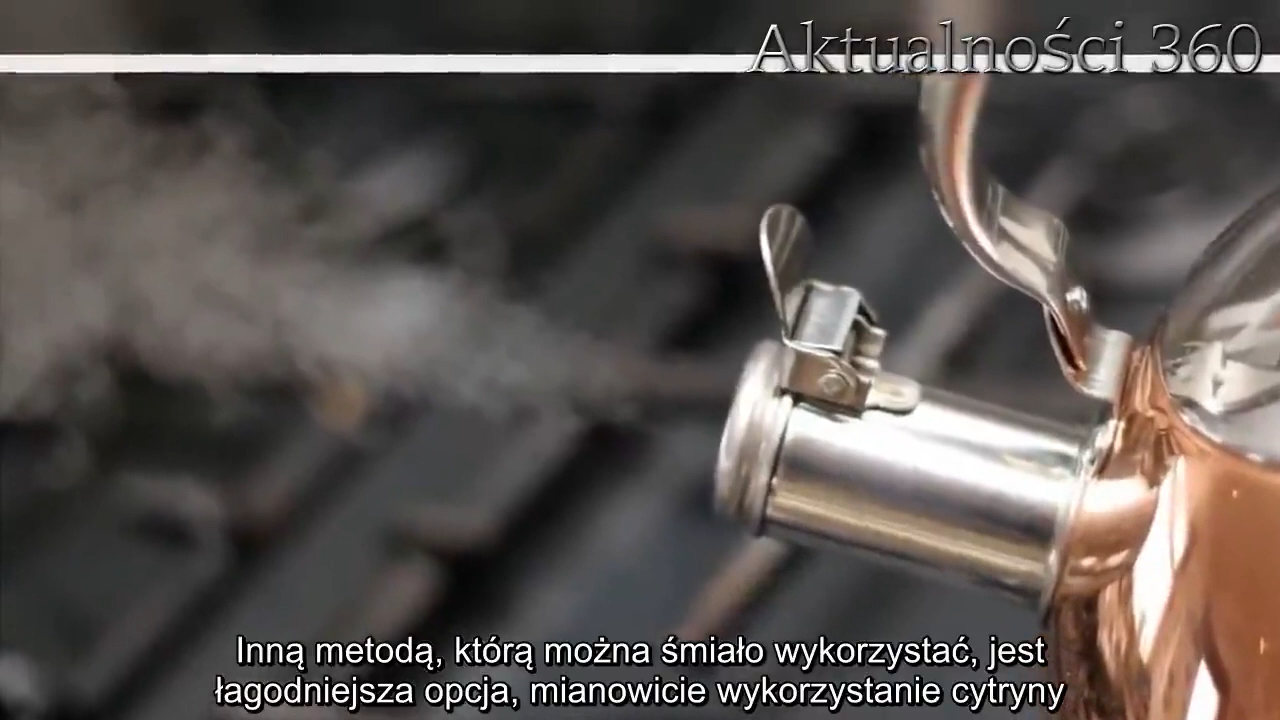 Aktualności 360
Inną metodą, którą można śmiało wykorzystać, jest
łagodniejsza opcja, mianowicie wykorzystanie cytryny